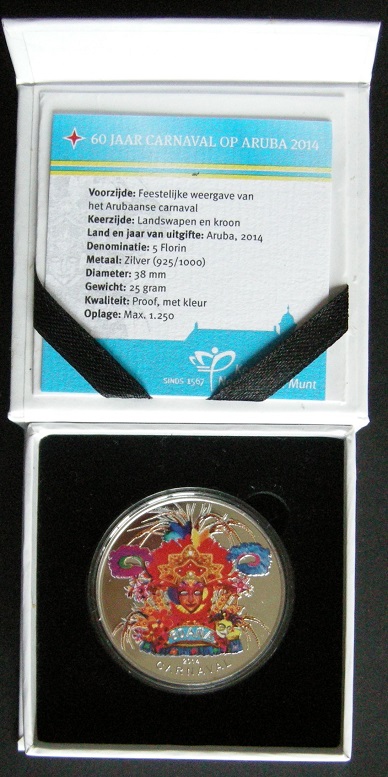 60 JAAR CARNAVAL OP ARUBA 2014
Voorzijde: Feestelijke weergave van
het Arubaanse carnaval
Keerzijde: Landswapen en kroon
Land en jaar van uitgifte: Aruba, 2014
Denominatie: 5 Florin
Metaal: Zilver (925/1000)
Diameter: 38 mm
Gewicht: 25 gram
Kwaliteit: Proof, met kleur
Oplage: Max. 1.250
SINDS 1567
Munt
2014
CARNAVAL